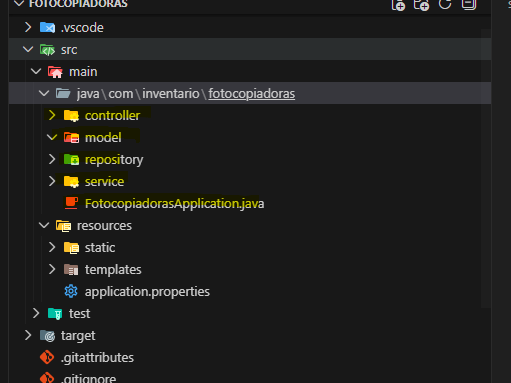 FOTOCOPIADORAS
.vscode
src
main
java\com\inventario\fotocopiadoras
controller
model
repository
service
FotocopiadorasApplication.java
resources
static
templates
application.properties
test
target
.gitattributes
.gitignore